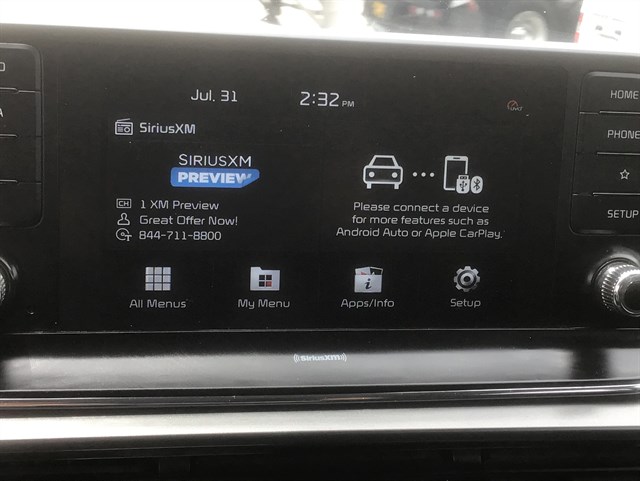 Jul. 31
2:32 PM
SiriusXM
SIRIUSXM
PREVIEW
CH 1 XM Preview
Great Offer Now!
844-711-8800
Please connect a device
for more features such as
Android Auto or Apple CarPlay.
All Menus
My Menu
Apps/Info
Setup
HOME
PHONE
SETUP
((SiriusXM))